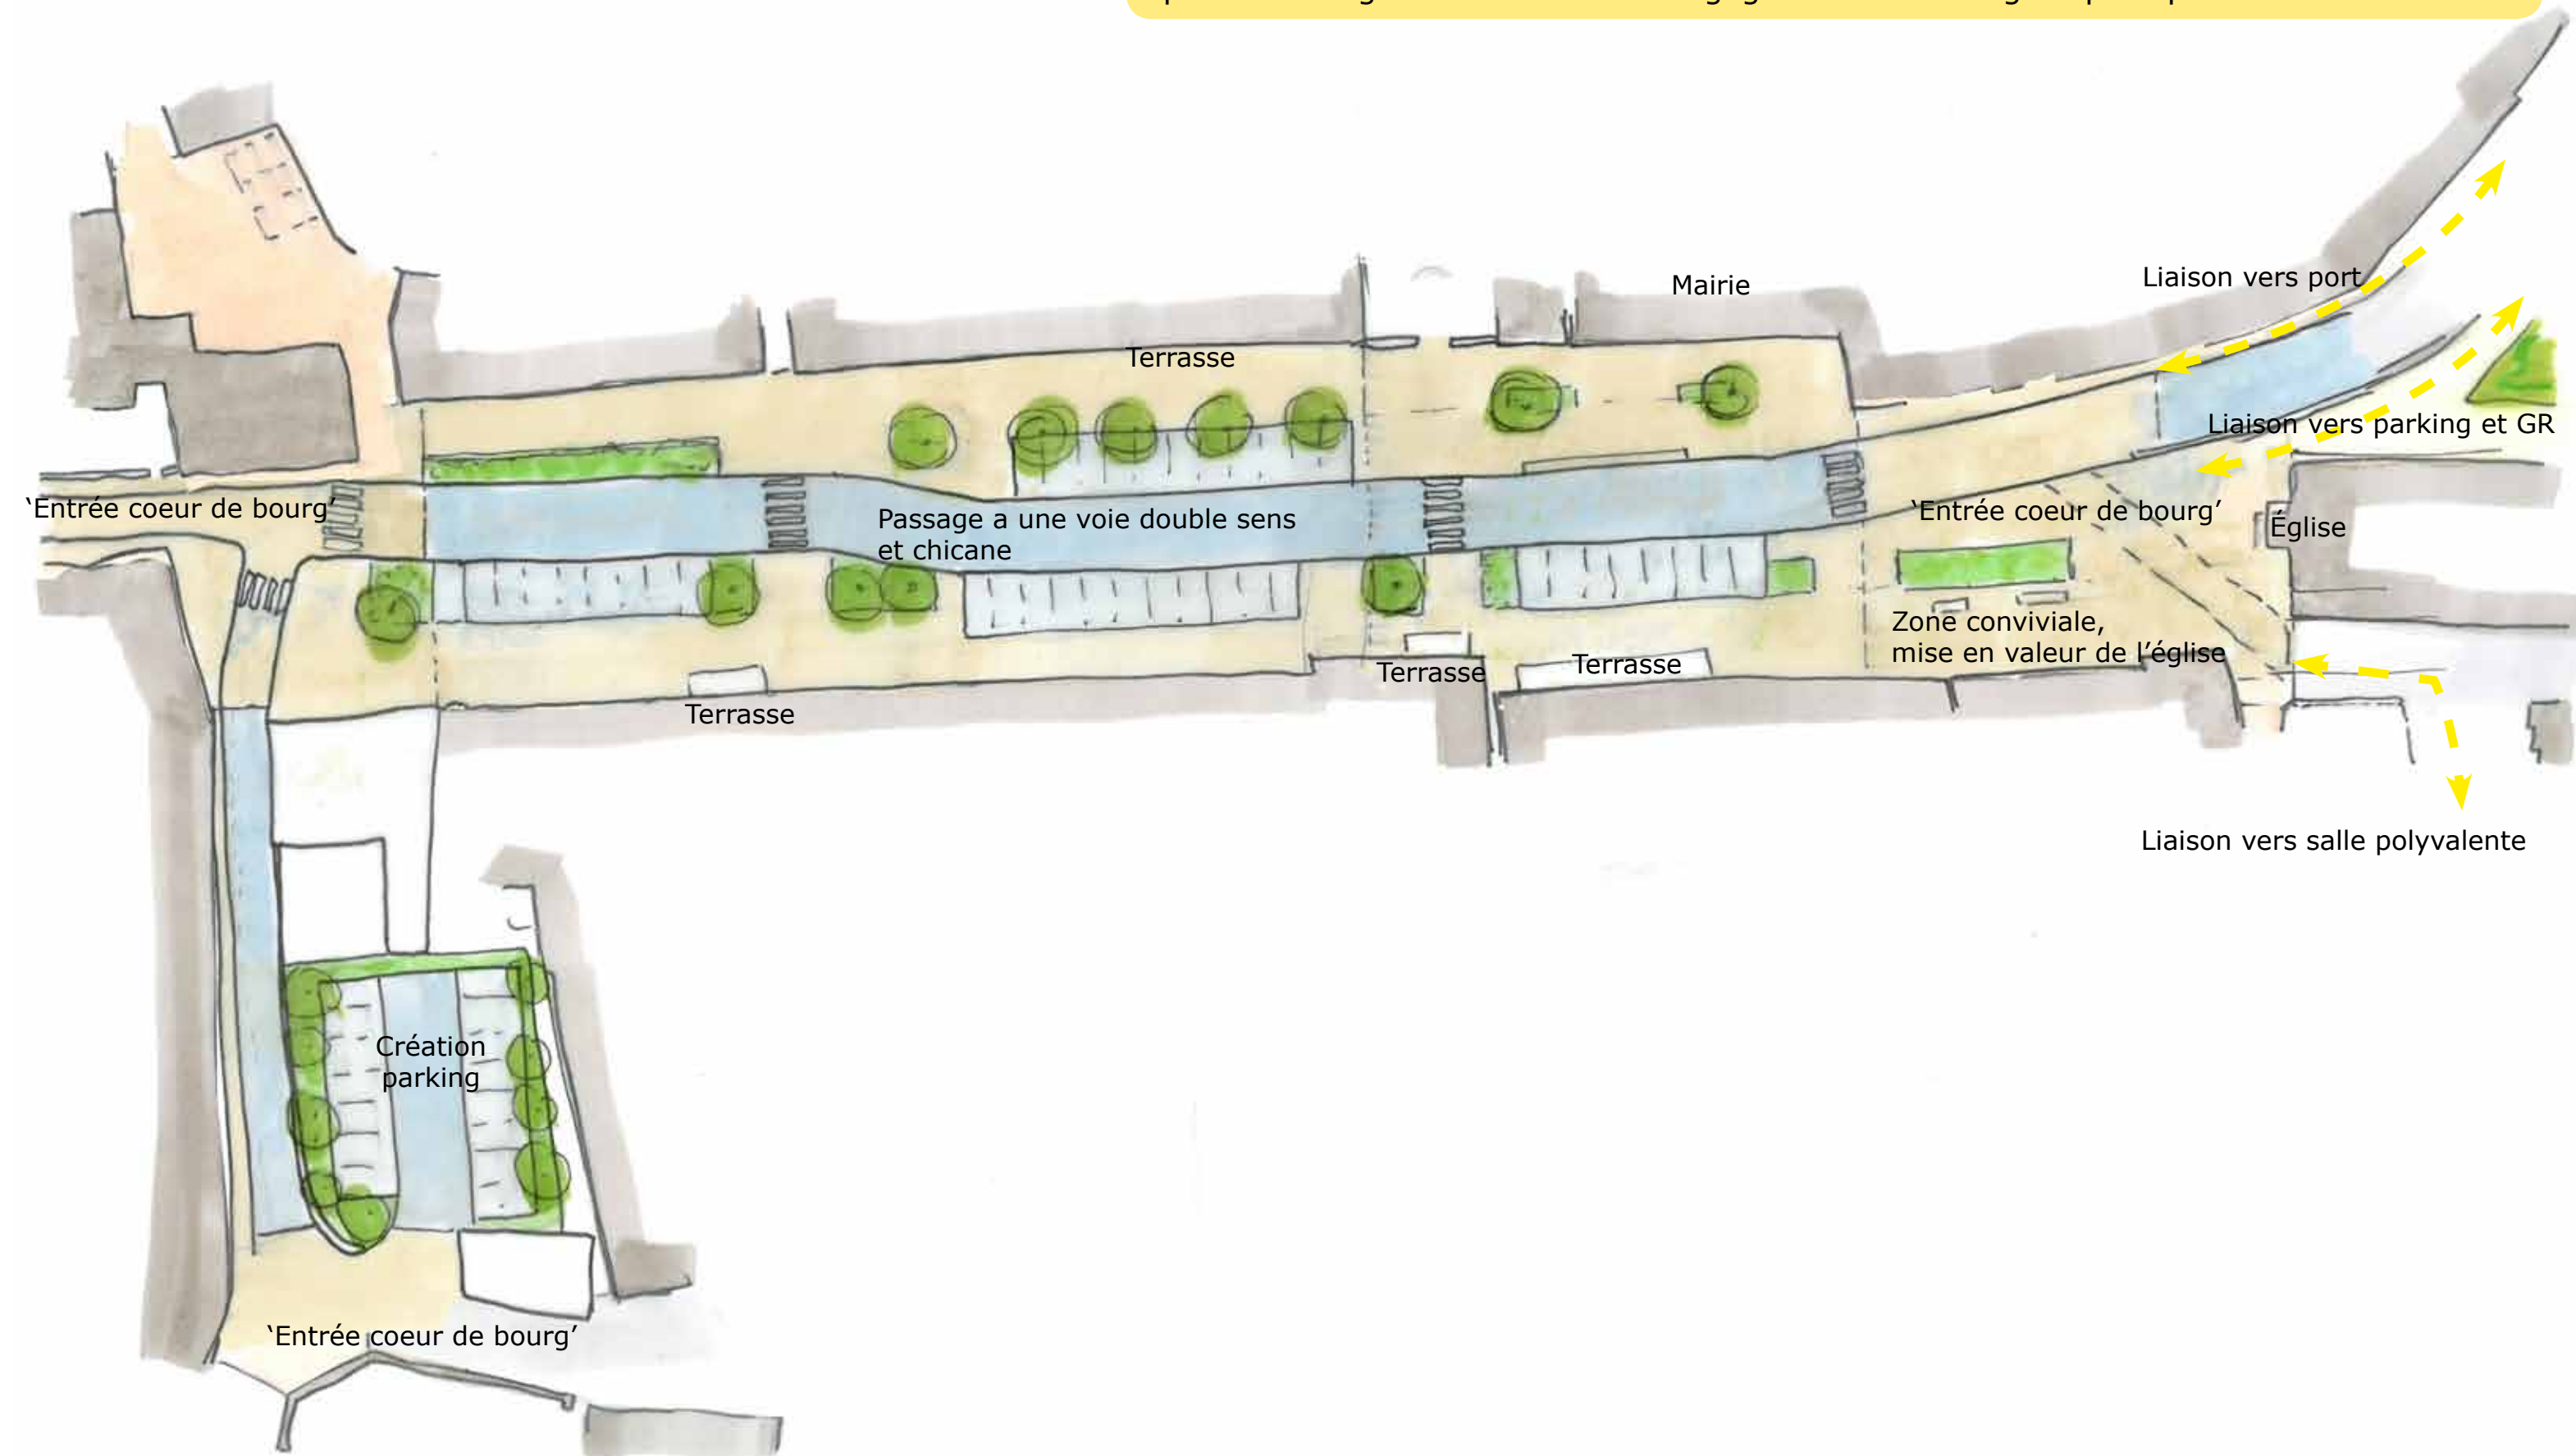 Mairie
Liaison vers port
Terrasse
Liaison vers parking et GR
‘Entrée coeur de bourg’
Passage a une voie double sens
et chicane
‘Entrée coeur de bourg’
Église
Zone conviviale,
mise en valeur de l’église
Terrasse
Terrasse
Terrasse
Liaison vers salle polyvalente
Création
parking
‘Entrée coeur de bourg’